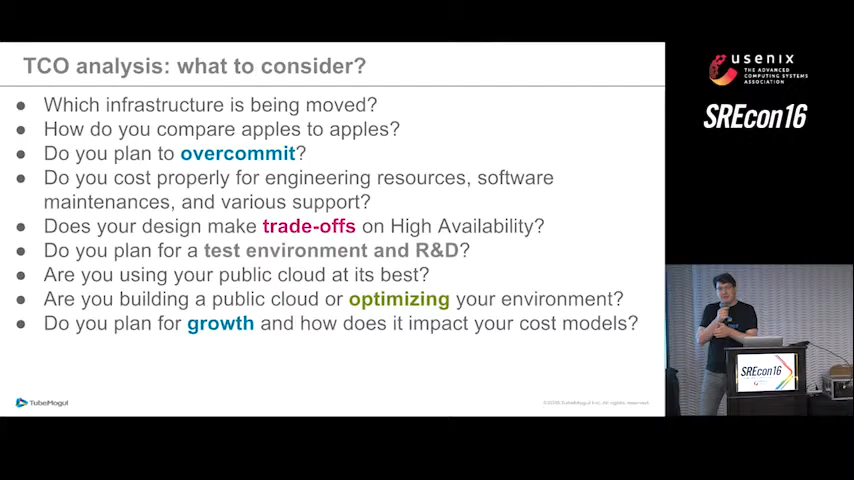 TCO analysis: what to consider?
● Which infrastructure is being moved?
● How do you compare apples to apples?
● Do you plan to overcommit?
● Do you cost properly for engineering resources, software
maintenances, and various support?
● Does your design make trade-offs on High Availability?
● Do you plan for a test environment and R&D?
● Are you using your public cloud at its best?
● Are you building a public cloud or optimizing your environment?
● Do you plan for growth and how does it impact your cost models?
TubeMogul
usenix
THE ADVANCED
COMPUTING SYSTEMS
ASSOCIATION
SREcon16
SREcon16